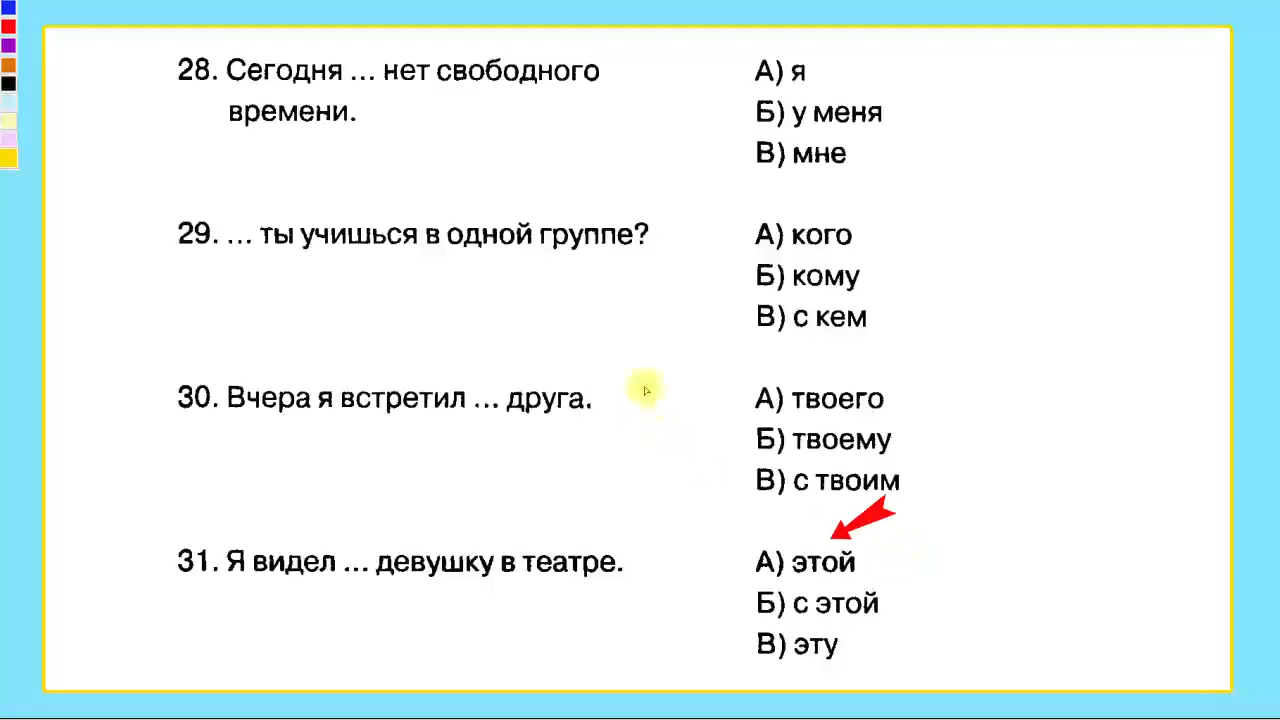 28. Сегодня ... нет свободного
времени.
А) я
Б) у меня
В) мне
29. ... ты учишься в одной группе?
А) кого
Б) кому
В) с кем
30. Вчера я встретил ... друга.
А) твоего
Б) твоему
В) с твоим
31. Я видел ... девушку в театре.
А) этой
Б) с этой
В) эту